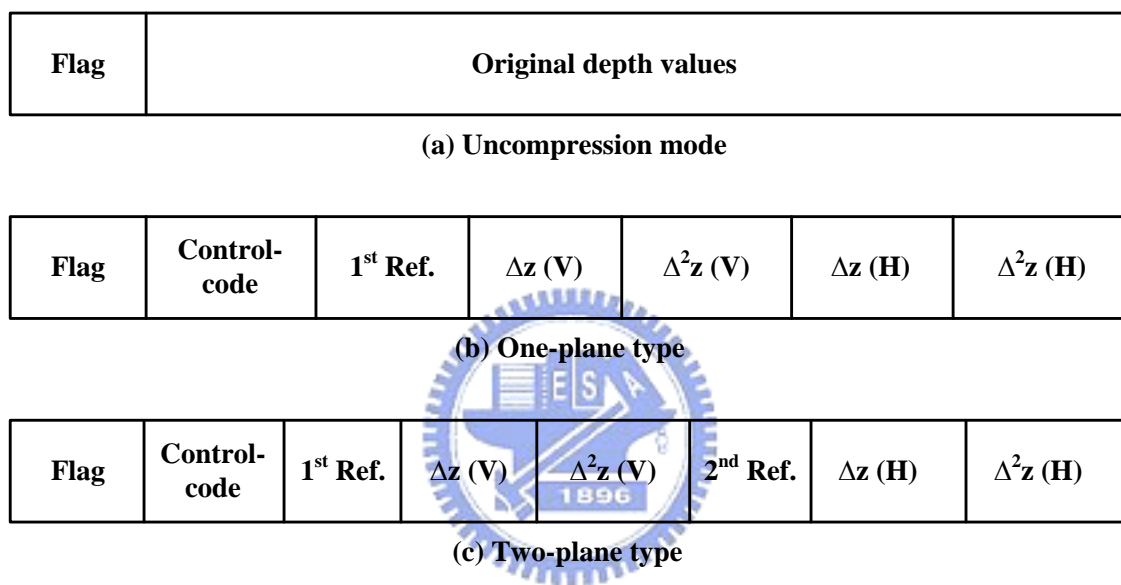 Flag Original depth values
(a) Uncompression mode
Flag Control-code 1st Ref. Δz (V) Δ²z (V) Δz (H) Δ²z (H)
(b) One-plane type
E S A
Flag Control-code 1st Ref. Δz (V) Δ²z (V) 2nd Ref. Δz (H) Δ²z (H)
1896
(c) Two-plane type